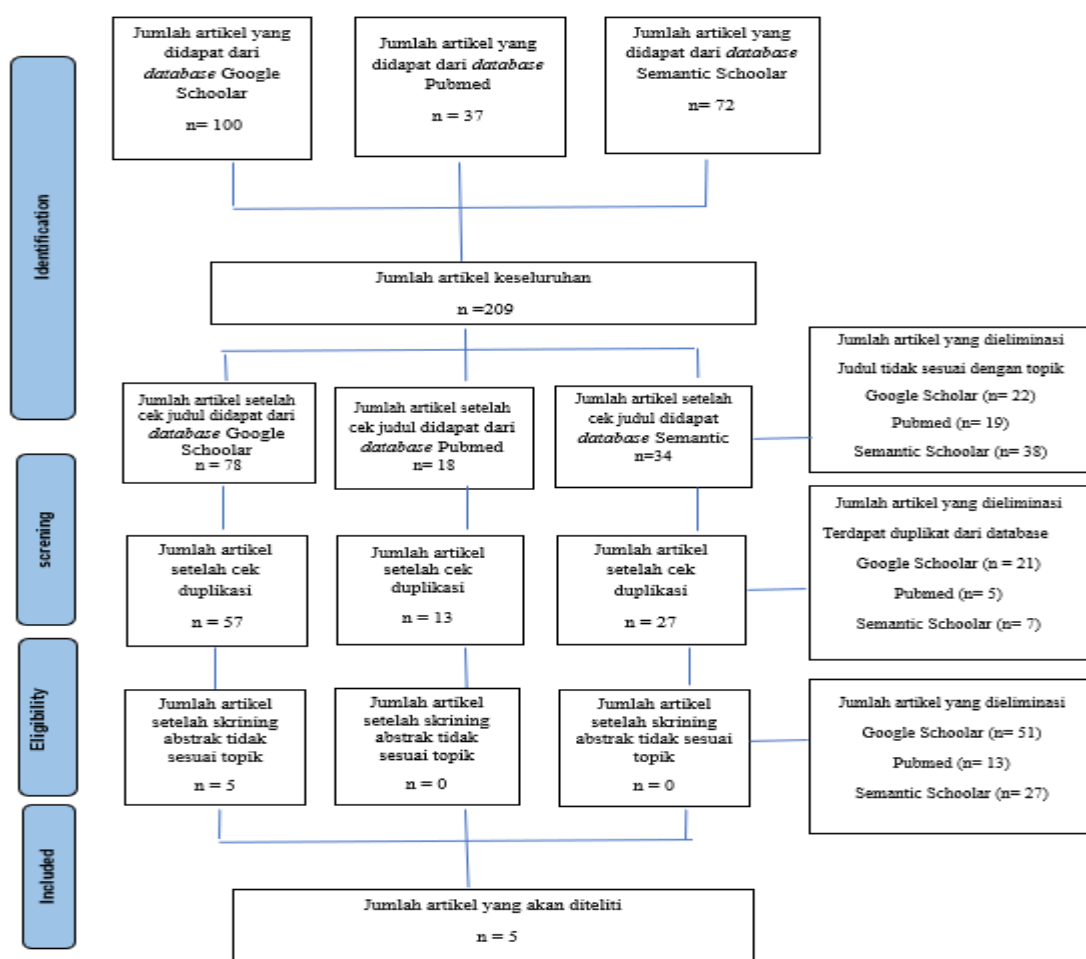 Jumlah artikel yang
didapat dari
database Google
Schoolar
n= 100
Jumlah artikel yang
didapat dari database
Pubmed
n = 37
Jumlah artikel yang
didapat dari database
Semantic Schoolar
n= 72
Identification
Jumlah artikel keseluruhan
n =209
Jumlah artikel setelah
cek judul didapat dari
database Google
Schoolar
n = 78
Jumlah artikel setelah
cek judul didapat dari
database Pubmed
n= 18
Jumlah artikel setelah
cek judul didapat
database Semantic
n=34
Jumlah artikel yang dieliminasi
Judul tidak sesuai dengan topik
Google Scholar (n= 22)
Pubmed (n= 19)
Semantic Schoolar (n= 38)
screning
Jumlah artikel
setelah cek
duplikasi
n = 57
Jumlah artikel
setelah cek
duplikasi
n = 13
Jumlah artikel
setelah cek
duplikasi
n = 27
Jumlah artikel yang dieliminasi
Terdapat duplikat dari database
Google Schoolar (n = 21)
Pubmed (n= 5)
Semantic Schoolar (n= 7)
Eligibility
Jumlah artikel
setelah skrining
abstrak tidak
sesuai topik
n = 5
Jumlah artikel
setelah skrining
abstrak tidak
sesuai topik
n = 0
Jumlah artikel
setelah skrining
abstrak tidak sesuai
topik
n = 0
Jumlah artikel yang dieliminasi
Google Schoolar (n= 51)
Pubmed (n= 13)
Semantic Schoolar (n= 27)
Included
Jumlah artikel yang akan diteliti
n = 5